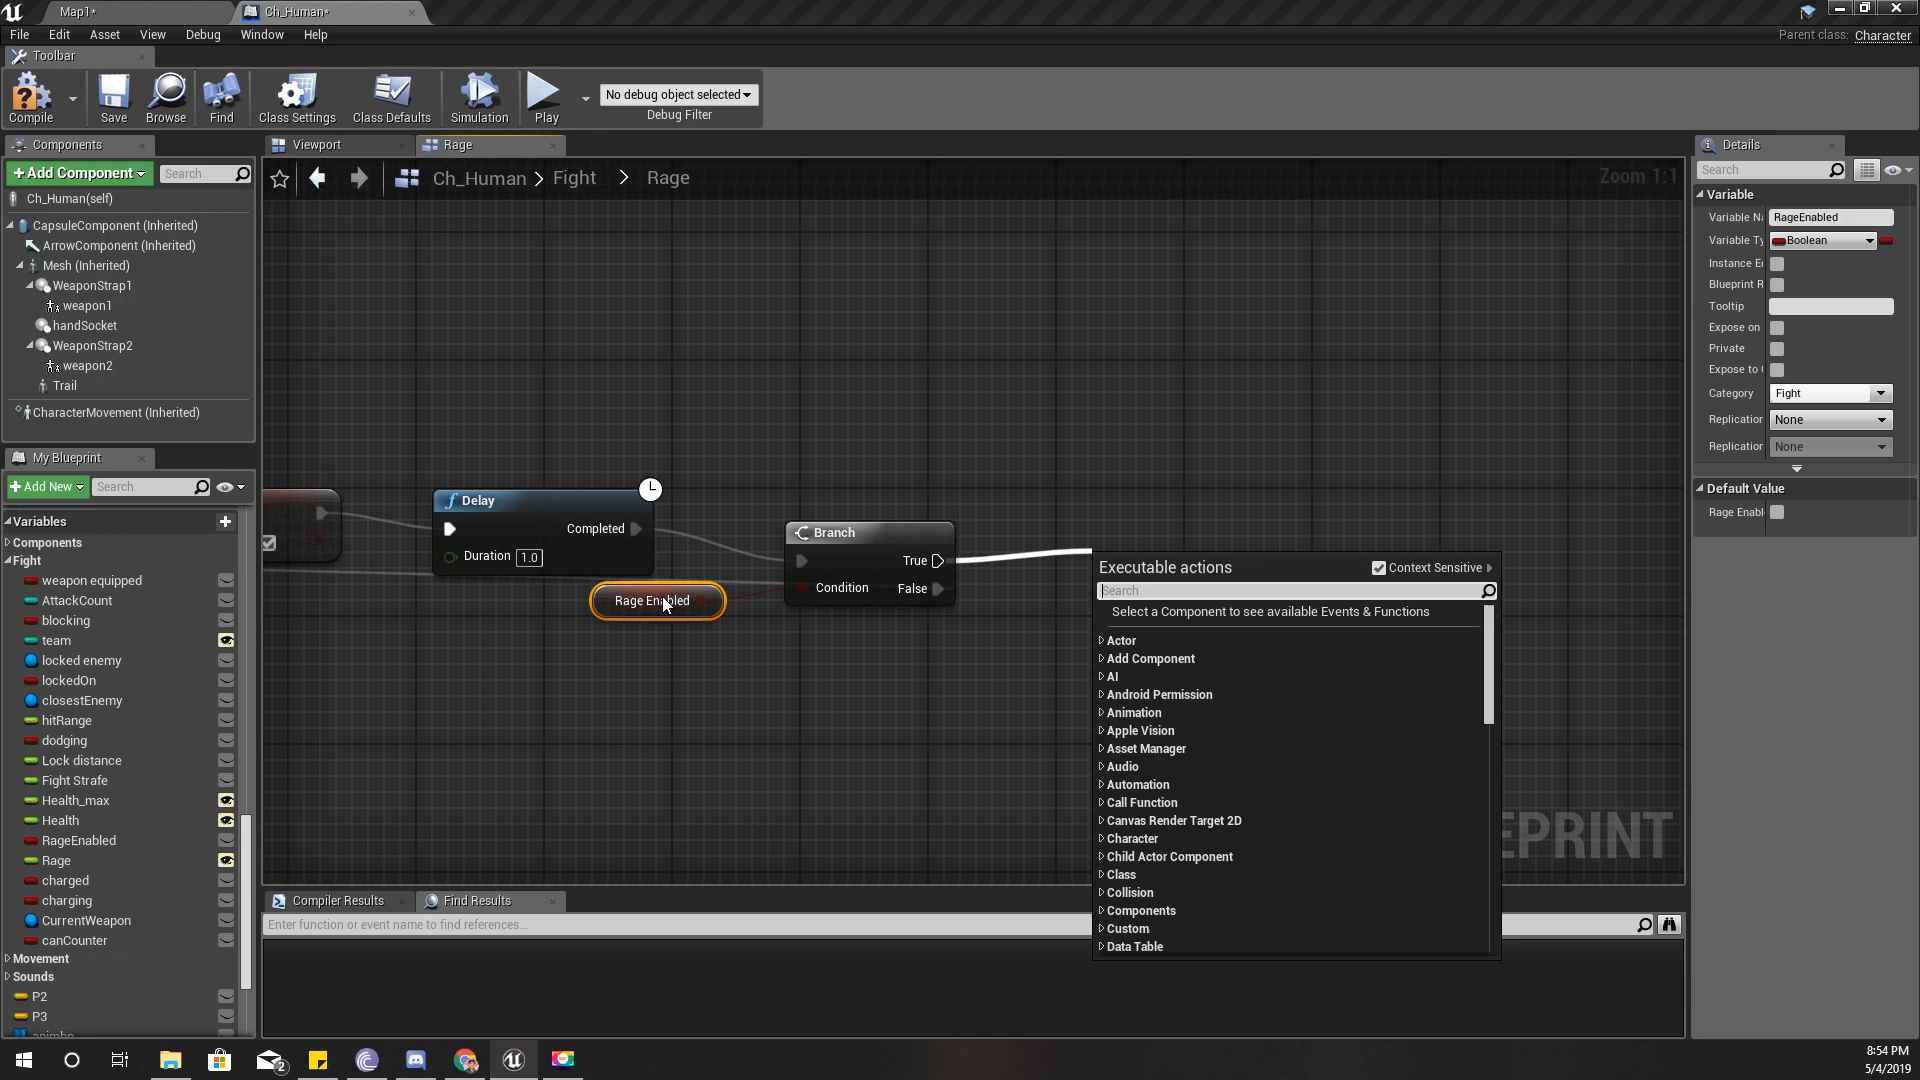 Map1*
Ch_Human*
File Edit Asset View Debug Window Help
Parent class: Character
Toolbar
Compile
Save
Browse
Find
Class Settings
Class Defaults
Simulation
Play
No debug object selected
Debug Filter
Components
+Add Component
Search
Ch_Human(self)
CapsuleComponent (Inherited)
ArrowComponent (Inherited)
Mesh (Inherited)
WeaponStrap1
weapon1
handSocket
WeaponStrap2
weapon2
Trail
CharacterMovement (Inherited)
My Blueprint
+Add New
Search
Variables
Components
Fight
weapon equipped
AttackCount
blocking
team
locked enemy
lockedOn
closestEnemy
hitRange
dodging
Lock distance
Fight Strafe
Health_max
Health
RageEnabled
Rage
charged
charging
CurrentWeapon
canCounter
Movement
Sounds
P2
P3
Viewport
Rage
Ch_Human > Fight > Rage
Zoom 1:1
Delay
Completed
Duration 1.0
Rage Enabled
Branch
True
Condition
False
Executable actions
Context Sensitive
Search
Select a Component to see available Events & Functions
Actor
Add Component
AI
Android Permission
Animation
Apple Vision
Asset Manager
Audio
Automation
Call Function
Canvas Render Target 2D
Character
Child Actor Component
Class
Collision
Components
Custom
Data Table
EPRINT
Compiler Results
Find Results
Enter function or event name to find references...
Details
Search
Variable
Variable Na RageEnabled
Variable Ty Boolean
Instance E
Blueprint R
Tooltip
Expose on
Private
Expose to
Category Fight
Replication None
Replication None
Default Value
Rage Enabl
2
8:54 PM
5/4/2019